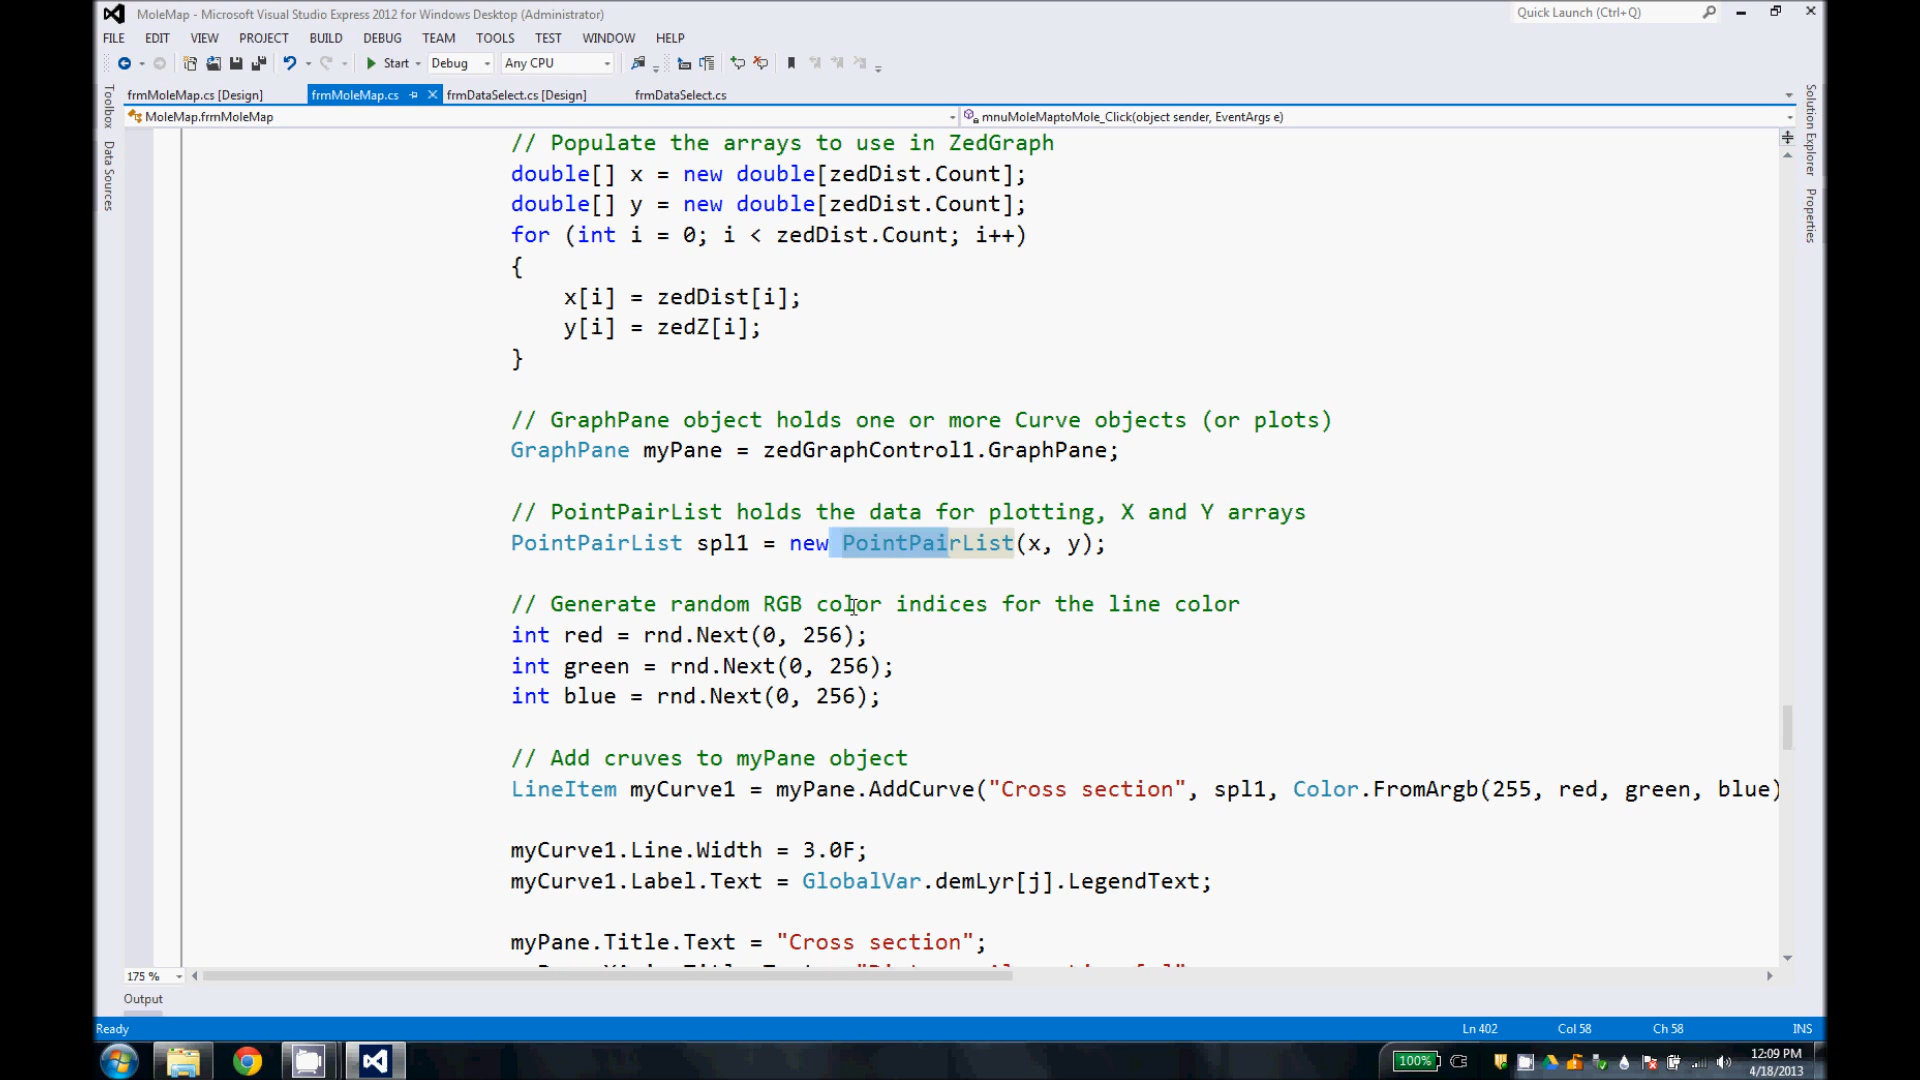 MoleMap - Microsoft Visual Studio Express 2012 for Windows Desktop (Administrator)
Quick Launch (Ctrl+Q)
FILE EDIT VIEW PROJECT BUILD DEBUG TEAM TOOLS TEST WINDOW HELP
Start Debug Any CPU
frmMoleMap.cs [Design] frmMoleMap.cs frmDataSelect.cs [Design] frmDataSelect.cs
MoleMap.frmMoleMap mnuMoleMaptoMole_Click(object sender, EventArgs e)
Toolbox
Data Sources
Solution Explorer
Properties
// Populate the arrays to use in ZedGraph
double[] x = new double[zedDist.Count];
double[] y = new double[zedDist.Count];
for (int i = 0; i < zedDist.Count; i++)
{
x[i] = zedDist[i];
y[i] = zedZ[i];
}
// GraphPane object holds one or more Curve objects (or plots)
GraphPane myPane = zedGraphControl1.GraphPane;
// PointPairList holds the data for plotting, X and Y arrays
PointPairList spl1 = new PointPairList(x, y);
// Generate random RGB color indices for the line color
int red = rnd.Next(0, 256);
int green = rnd.Next(0, 256);
int blue = rnd.Next(0, 256);
// Add cruves to myPane object
LineItem myCurve1 = myPane.AddCurve("Cross section", spl1, Color.FromArgb(255, red, green, blue)
myCurve1.Line.Width = 3.0F;
myCurve1.Label.Text = GlobalVar.demLyr[j].LegendText;
myPane.Title.Text = "Cross section";
175 %
Output
Ready Ln 402 Col 58 Ch 58 INS
100% 12:09 PM
4/18/2013